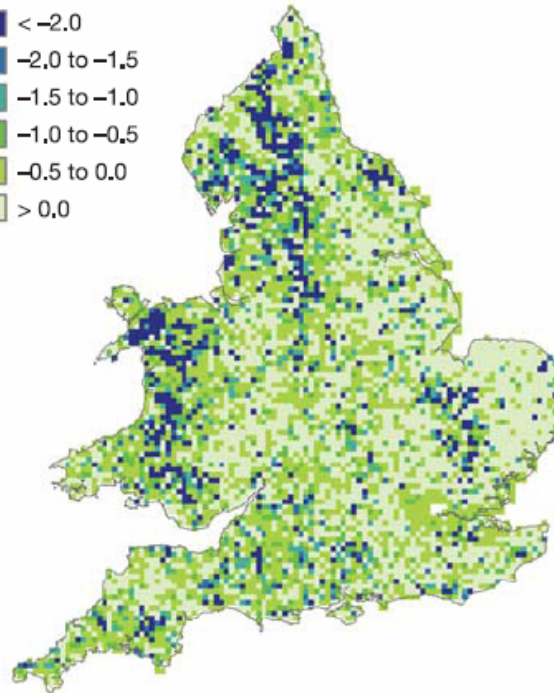 < –2.0
–2.0 to –1.5
–1.5 to –1.0
–1.0 to –0.5
–0.5 to 0.0
> 0.0